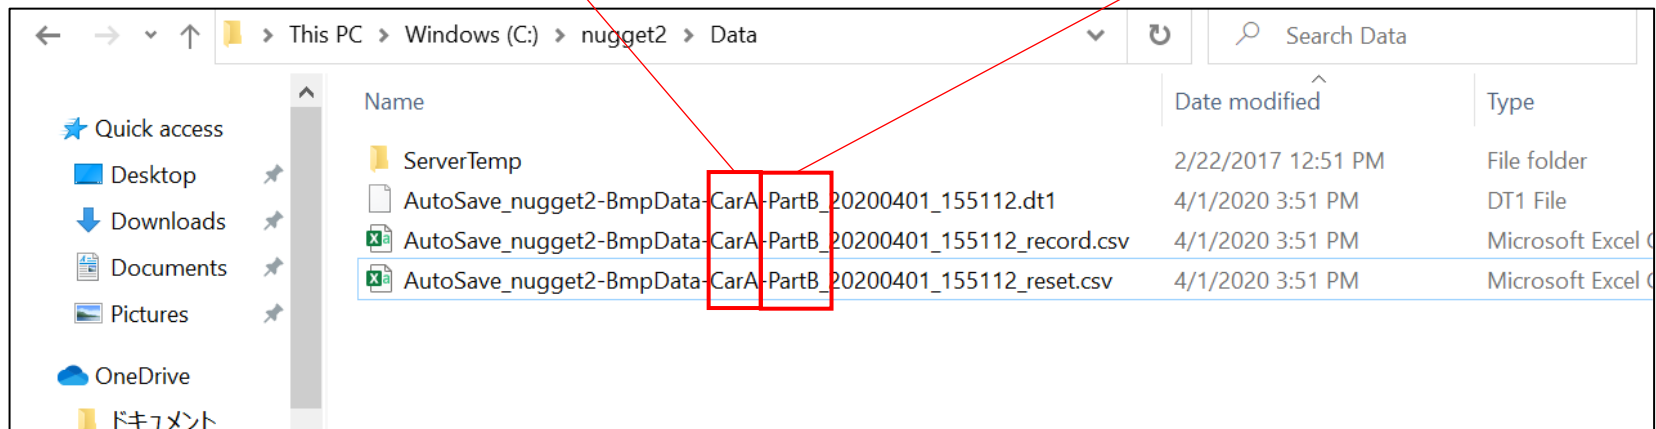 This PC > Windows (C:) > nugget2 > Data
Search Data
Name Date modified Type
Quick access
Desktop
Downloads
Documents
Pictures
OneDrive
ドキュメント
ServerTemp 2/22/2017 12:51 PM File folder
AutoSave_nugget2-BmpData-CarA-PartB_20200401_155112.dt1 4/1/2020 3:51 PM DT1 File
AutoSave_nugget2-BmpData-CarA-PartB_20200401_155112_record.csv 4/1/2020 3:51 PM Microsoft Excel
AutoSave_nugget2-BmpData-CarA-PartB_20200401_155112_reset.csv 4/1/2020 3:51 PM Microsoft Excel